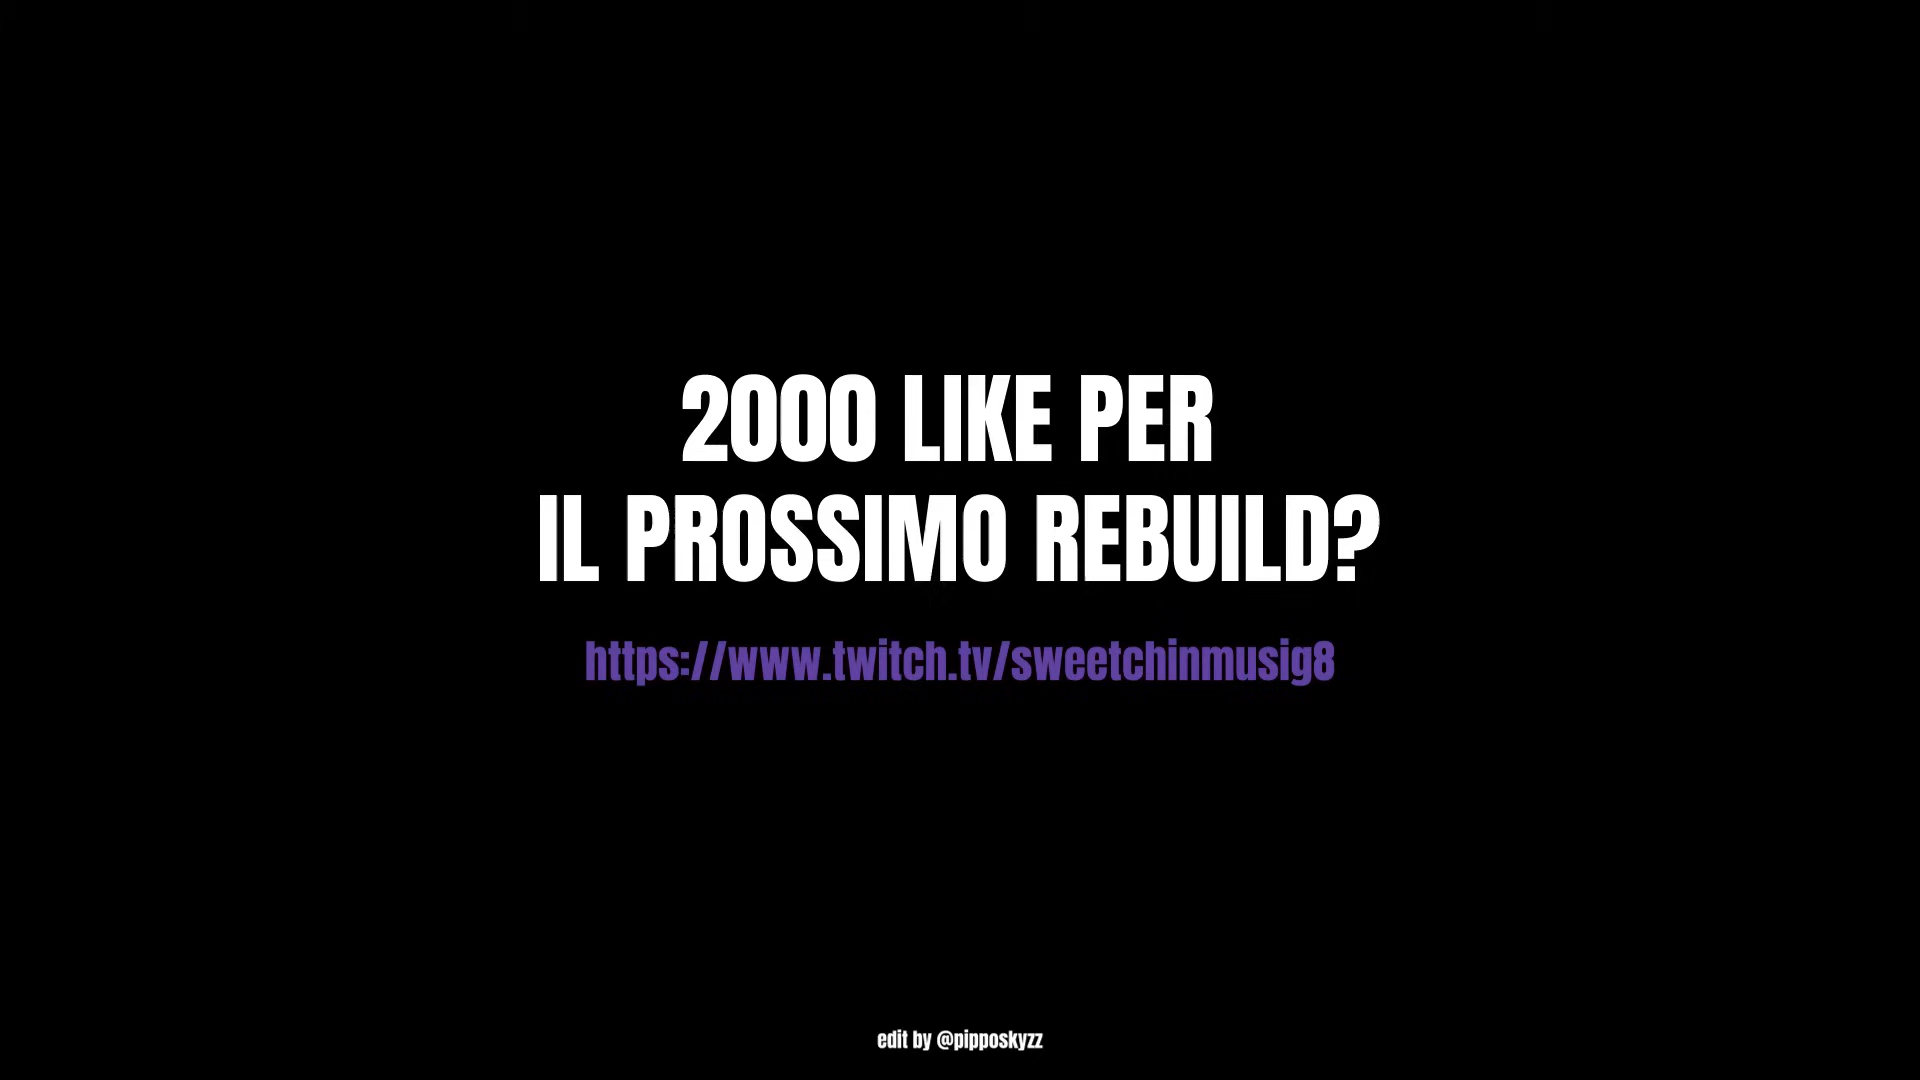 2000 LIKE PER
IL PROSSIMO REBUILD?
https://www.twitch.tv/sweetchinmusig8
edit by @pipposkyzz